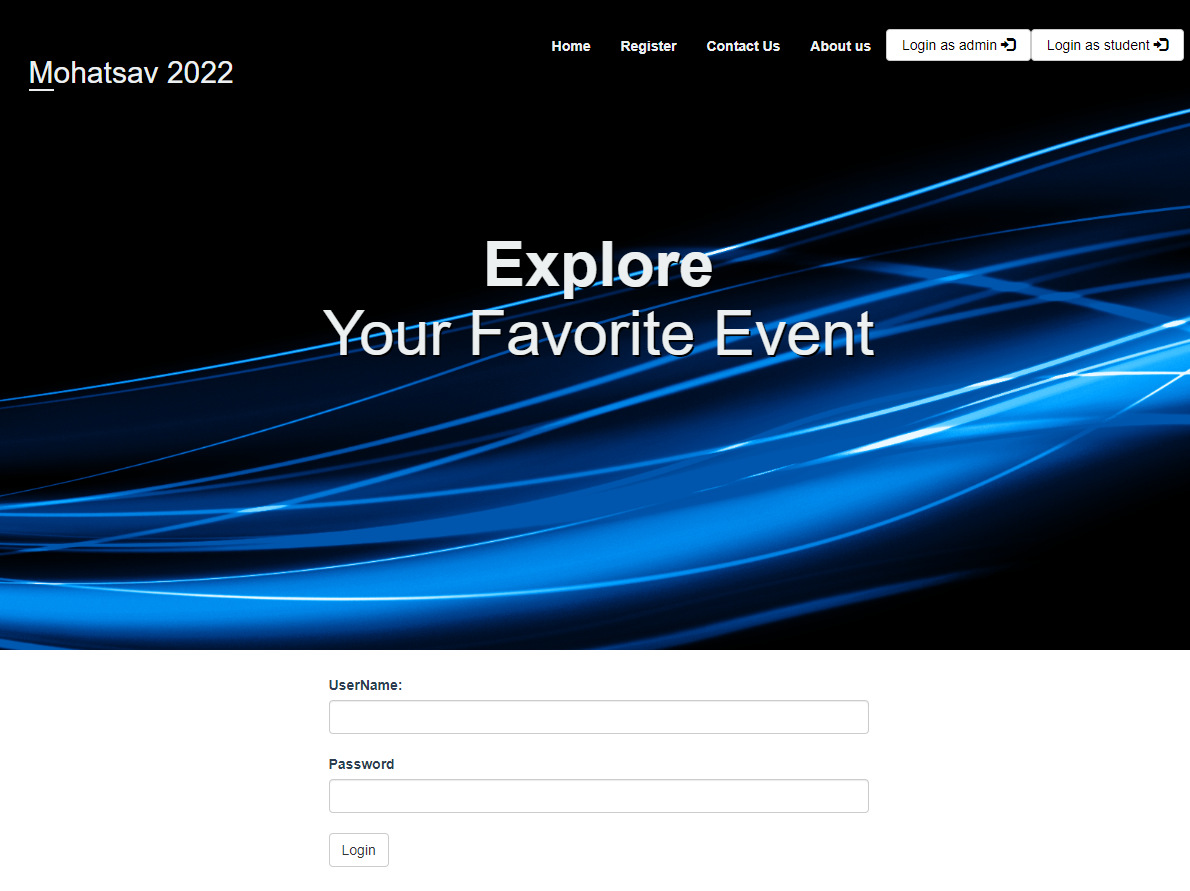 Home Register Contact Us About us Login as admin Login as student
Mohatsav 2022
Explore
Your Favorite Event
UserName:
Password
Login